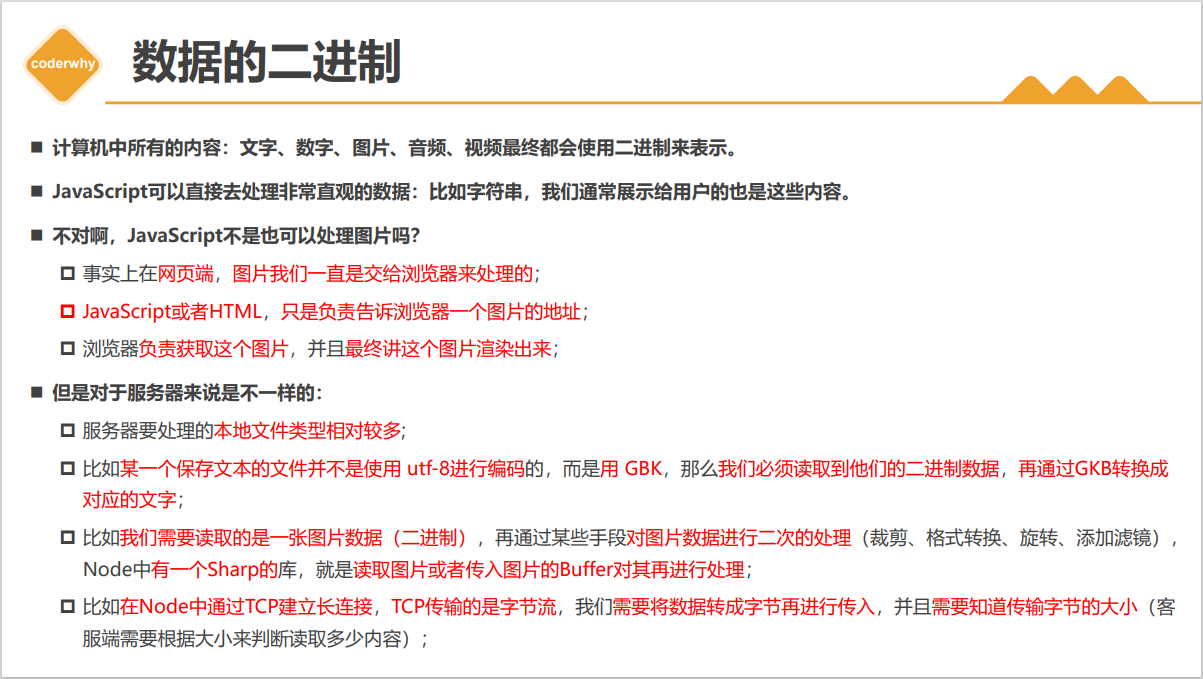 coderwhy
数据的二进制
计算机中所有的内容：文字、数字、图片、音频、视频最终都会使用二进制来表示。
JavaScript可以直接去处理非常直观的数据：比如字符串，我们通常展示给用户的也是这些内容。
不对啊，JavaScript不是也可以处理图片吗？
事实上在网页端，图片我们一直是交给浏览器来处理的；
JavaScript或者HTML，只是负责告诉浏览器一个图片的地址；
浏览器负责获取这个图片，并且最终讲这个图片渲染出来；
但是对于服务器来说是不一样的：
服务器要处理的本地文件类型相对较多；
比如某一个保存文本的文件并不是使用 utf-8进行编码的，而是用 GBK，那么我们必须读取到他们的二进制数据，再通过GKB转换成
对应的文字；
比如我们需要读取的是一张图片数据（二进制），再通过某些手段对图片数据进行二次的处理（裁剪、格式转换、旋转、添加滤镜），
Node中有一个Sharp的库，就是读取图片或者传入图片的Buffer对其再进行处理；
比如在Node中通过TCP建立长连接，TCP传输的是字节流，我们需要将数据转成字节再进行传入，并且需要知道传输字节的大小（客
服端需要根据大小来判断读取多少内容）；